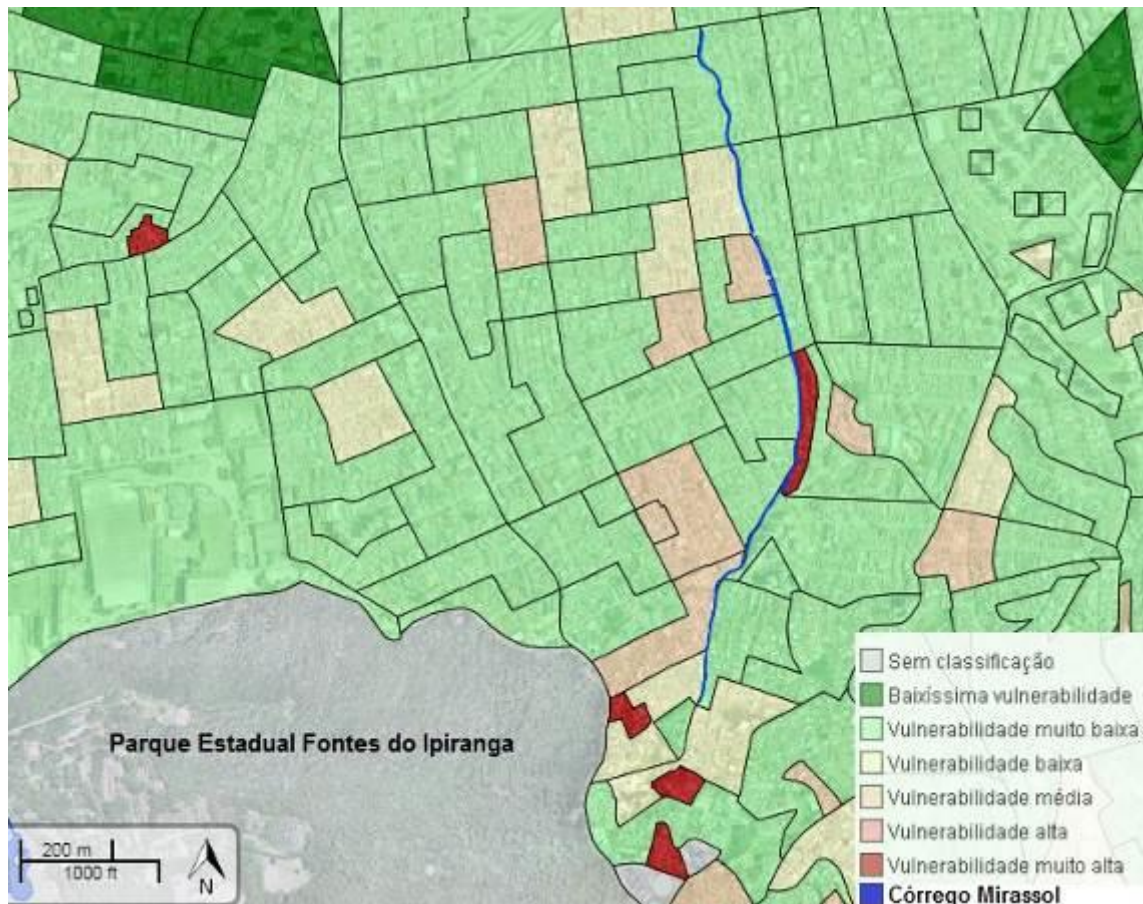 Sem classificação
Baixíssima vulnerabilidade
Vulnerabilidade muito baixa
Vulnerabilidade baixa
Vulnerabilidade média
Vulnerabilidade alta
Vulnerabilidade muito alta
Córrego Mirassol
Parque Estadual Fontes do Ipiranga
200 m
1000 ft
N